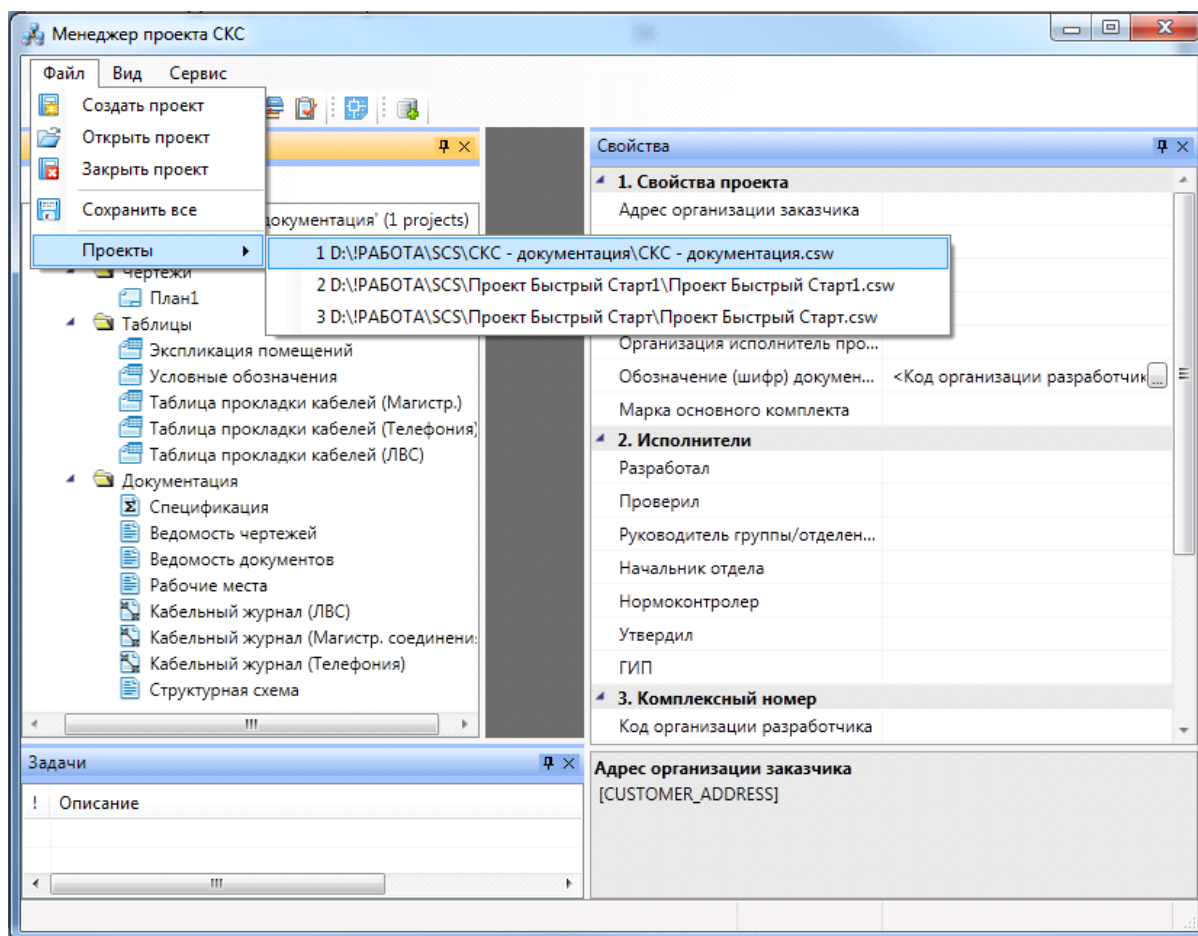 Менеджер проекта СКС
Файл Вид Сервис
Создать проект
Открыть проект
Закрыть проект
Сохранить все
Проекты
1 D:\!РАБОТА\SCS\СКС - документация\СКС - документация.csw
2 D:\!РАБОТА\SCS\Проект Быстрый Старт1\Проект Быстрый Старт1.csw
3 D:\!РАБОТА\SCS\Проект Быстрый Старт\Проект Быстрый Старт.csw
документация' (1 projects)
Чертежи
План1
Таблицы
Экспликация помещений
Условные обозначения
Таблица прокладки кабелей (Магистр.)
Таблица прокладки кабелей (Телефония)
Таблица прокладки кабелей (ЛВС)
Документация
Спецификация
Ведомость чертежей
Ведомость документов
Рабочие места
Кабельный журнал (ЛВС)
Кабельный журнал (Магистр. соединени
Кабельный журнал (Телефония)
Структурная схема
Свойства
1. Свойства проекта
Адрес организации заказчика
Организация исполнитель про...
Обозначение (шифр) докумен... <Код организации разработчик ...
Марка основного комплекта
2. Исполнители
Разработал
Проверил
Руководитель группы/отделен...
Начальник отдела
Нормоконтролер
Утвердил
ГИП
3. Комплексный номер
Код организации разработчика
Адрес организации заказчика
[CUSTOMER_ADDRESS]
Задачи
! Описание